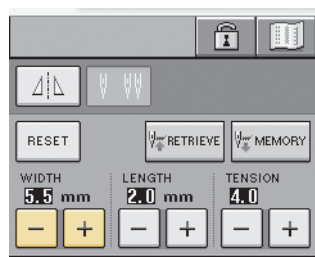 RESET
RETRIEVE
MEMORY
WIDTH LENGTH TENSION
5.5 mm 2.0 mm 4.0
− + − + − +